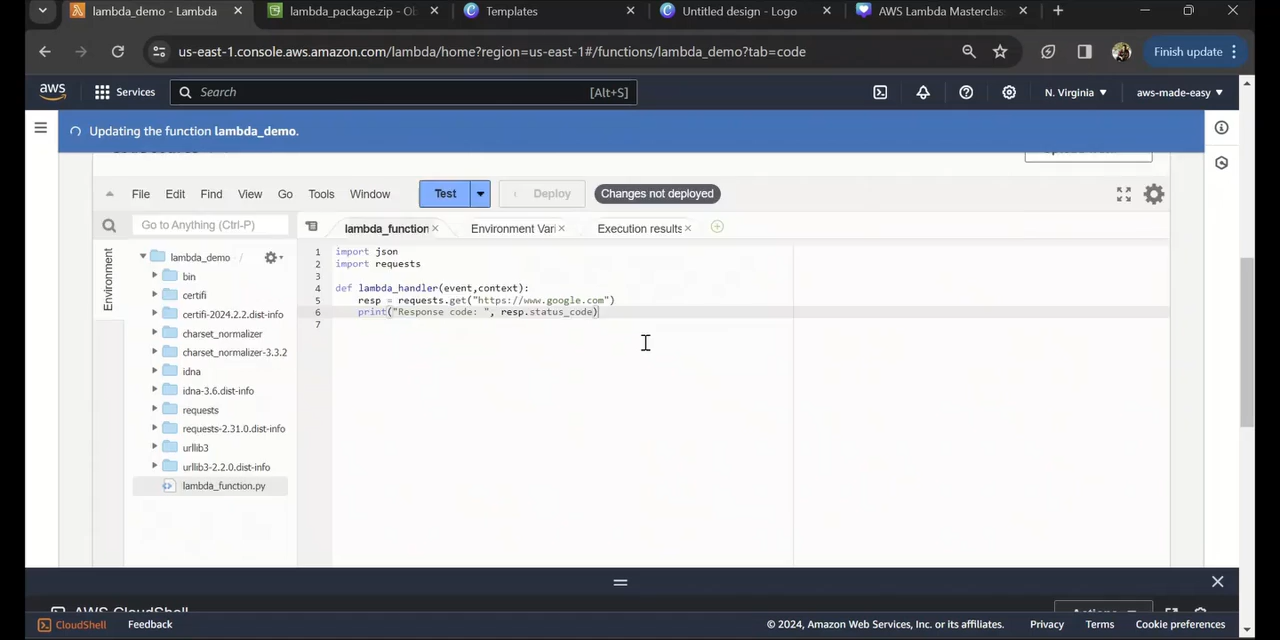 lambda_demo - Lambda
lambda_package.zip - Ob
Templates
Untitled design - Logo
AWS Lambda Masterclas
us-east-1.console.aws.amazon.com/lambda/home?region=us-east-1#/functions/lambda_demo?tab=code
Finish update
aws
Services
Search
[Alt+S]
N. Virginia
aws-made-easy
Updating the function lambda_demo.
File
Edit
Find
View
Go
Tools
Window
Test
Deploy
Changes not deployed
Go to Anything (Ctrl-P)
lambda_function
Environment Vari
Execution results
Environment
lambda_demo /
bin
certifi
certifi-2024.2.2.dist-info
charset_normalizer
charset_normalizer-3.3.2
idna
idna-3.6.dist-info
requests
requests-2.31.0.dist-info
urllib3
urllib3-2.2.0.dist-info
lambda_function.py
1 import json
2 import requests
3
4 def lambda_handler(event,context):
5 resp = requests.get("https://www.google.com")
6 print("Response code: ", resp.status_code)
7
AWS CloudShell
Actions
CloudShell
Feedback
© 2024, Amazon Web Services, Inc. or its affiliates.
Privacy
Terms
Cookie preferences